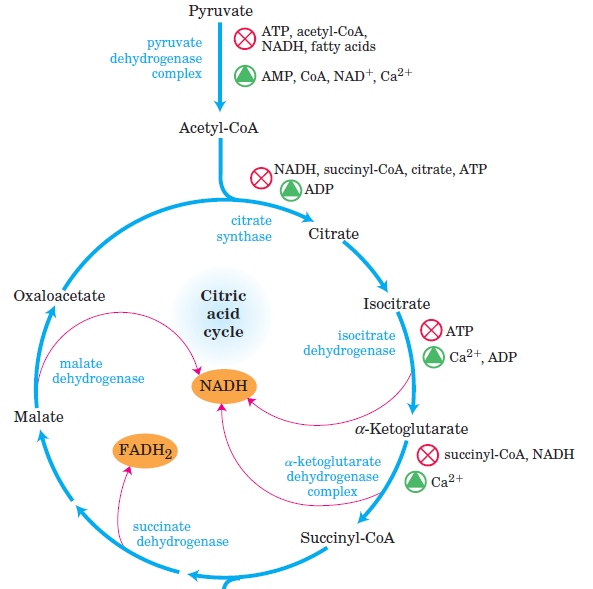 Pyruvate
pyruvate
dehydrogenase
complex
ATP, acetyl-CoA,
NADH, fatty acids
AMP, CoA, NAD⁺, Ca²⁺
Acetyl-CoA
NADH, succinyl-CoA, citrate, ATP
ADP
citrate
synthase
Citrate
Oxaloacetate
Citric
acid
cycle
Isocitrate
isocitrate
dehydrogenase
ATP
Ca²⁺, ADP
malate
dehydrogenase
NADH
Malate
α-Ketoglutarate
FADH₂
α-ketoglutarate
dehydrogenase
complex
succinyl-CoA, NADH
Ca²⁺
succinate
dehydrogenase
Succinyl-CoA